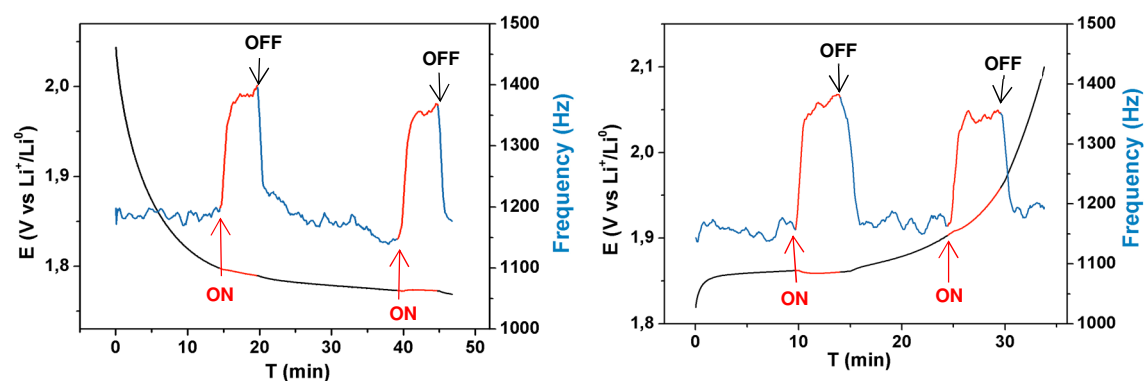 OFF
OFF
ON
ON
2,0
1,9
1,8
E (V vs Li⁺/Li⁰)
1500
1400
1300
1200
1100
1000
Frequency (Hz)
0 10 20 30 40 50
T (min)
OFF
OFF
ON
ON
2,1
2,0
1,9
1,8
E (V vs Li⁺/Li⁰)
1500
1400
1300
1200
1100
1000
Frequency (Hz)
0 10 20 30
T (min)